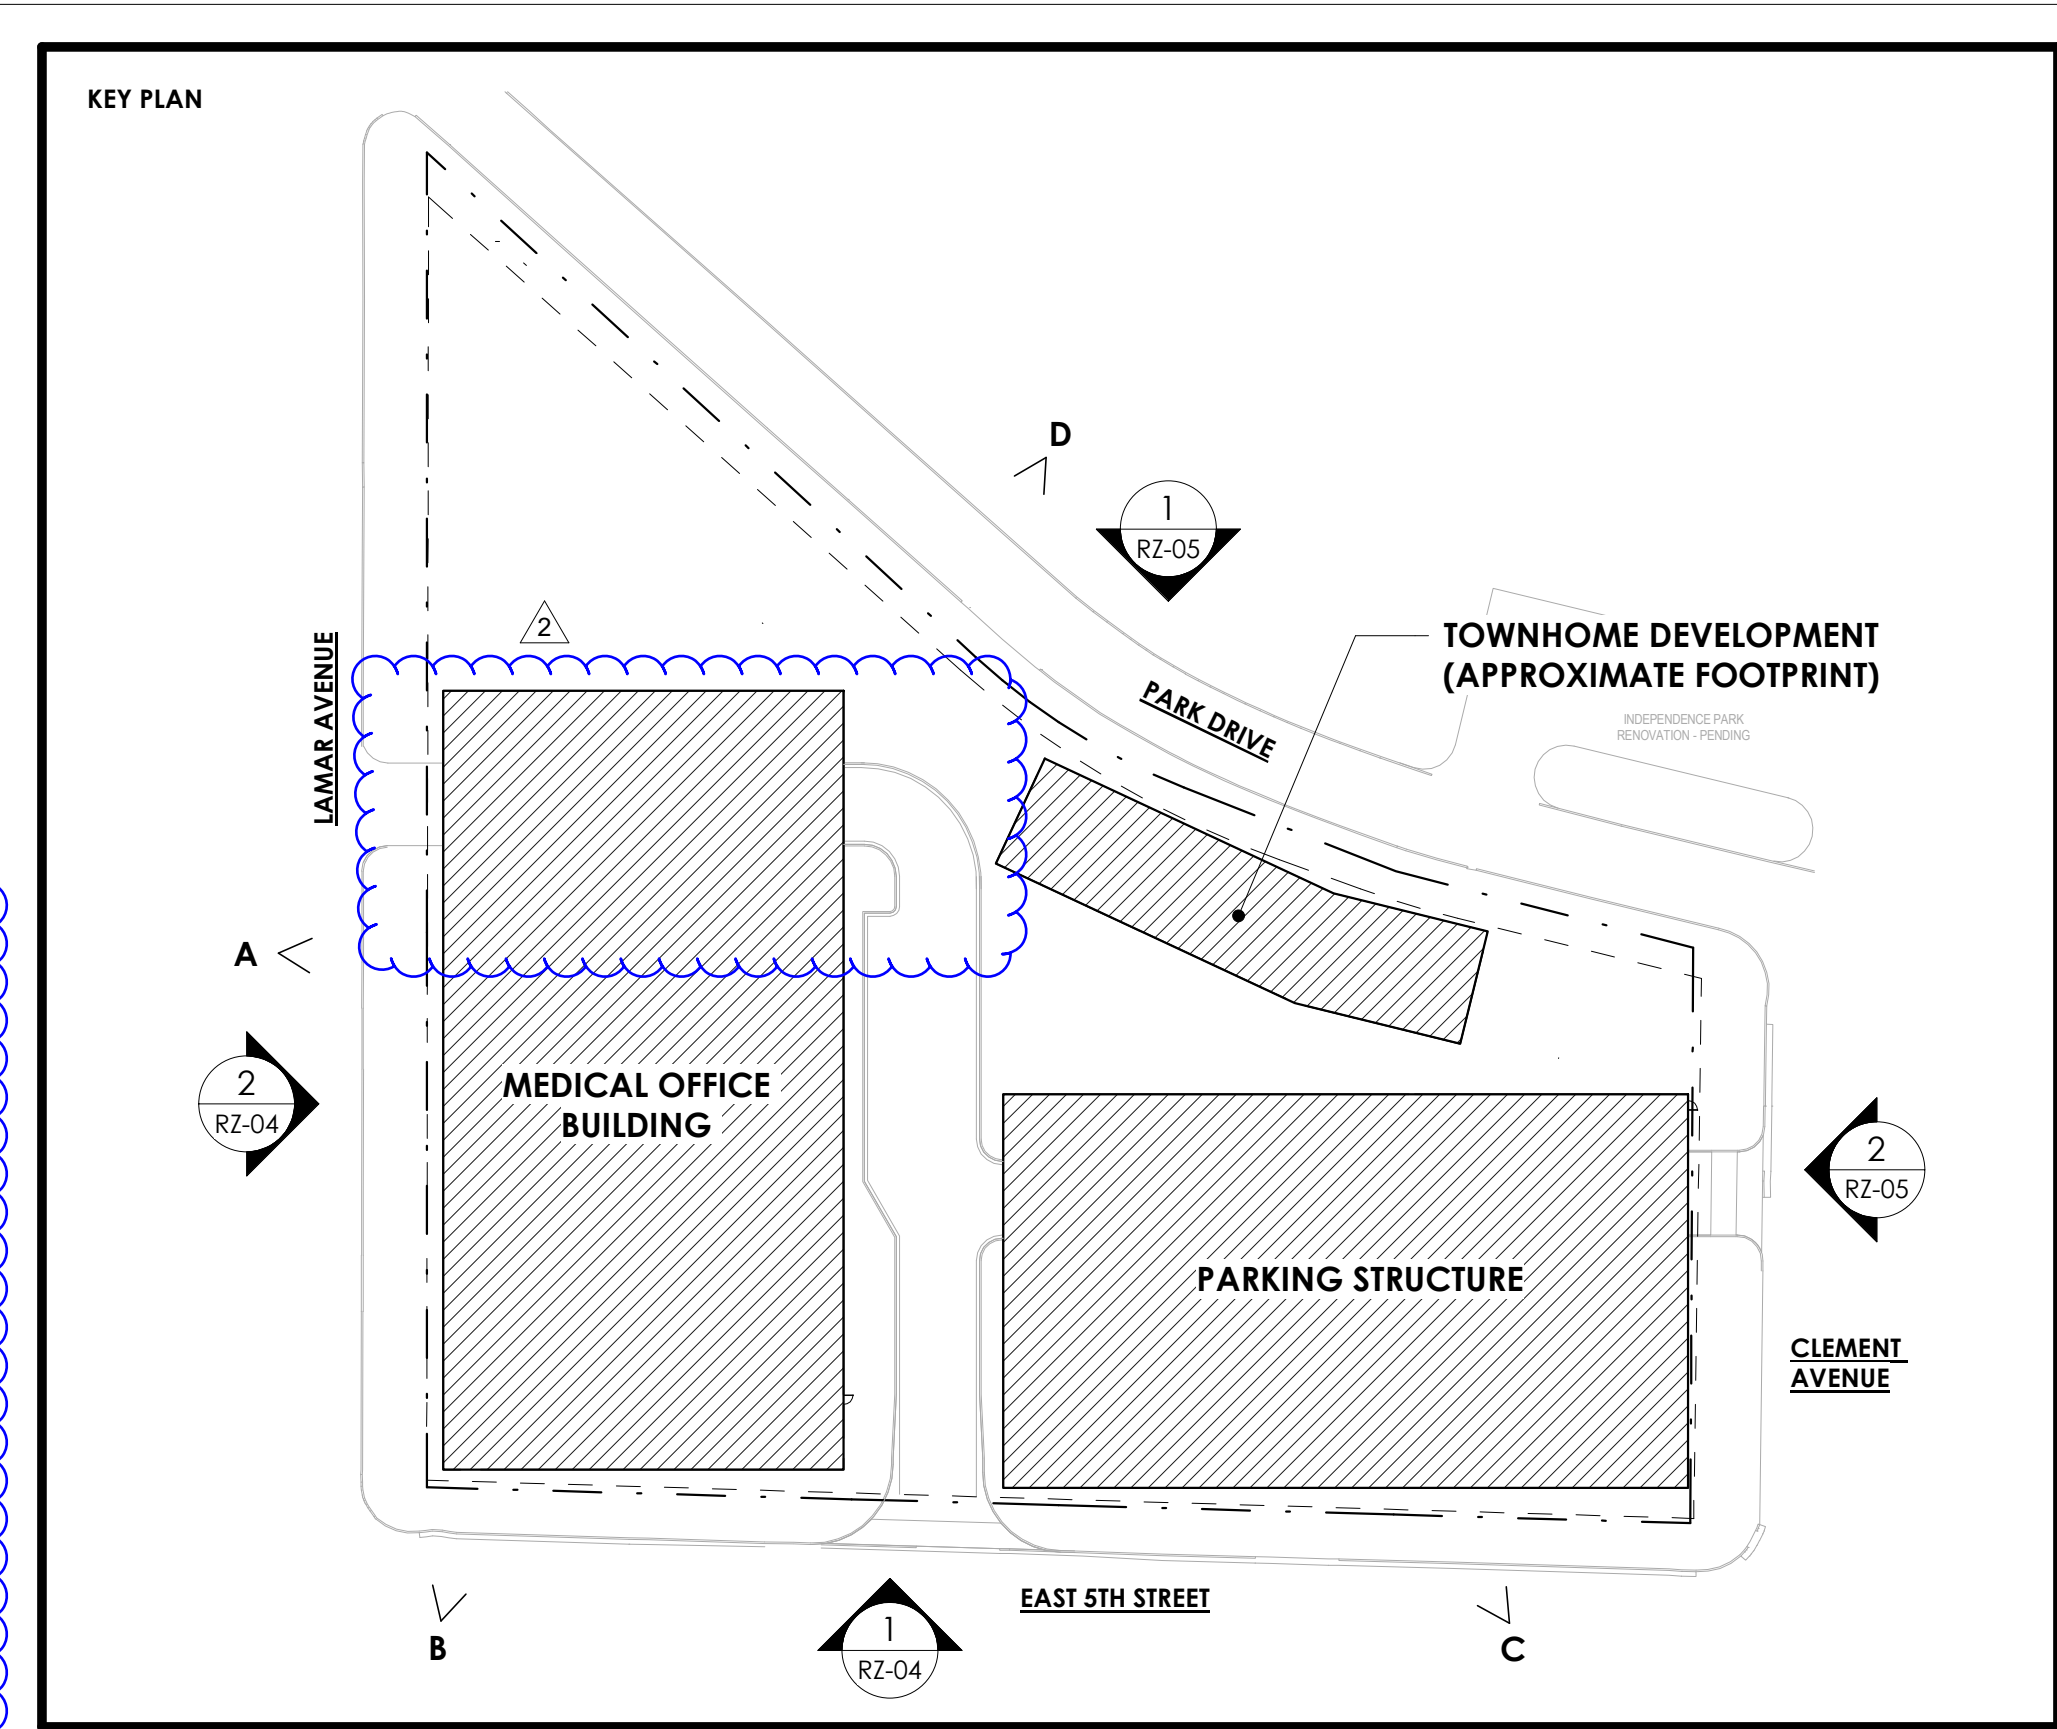 KEY PLAN
D
1
RZ-05
2
TOWNHOME DEVELOPMENT
(APPROXIMATE FOOTPRINT)
LAMAR AVENUE
PARK DRIVE
INDEPENDENCE PARK
RENOVATION - PENDING
A
2
RZ-04
MEDICAL OFFICE
BUILDING
2
RZ-05
PARKING STRUCTURE
CLEMENT
AVENUE
EAST 5TH STREET
B
1
RZ-04
C